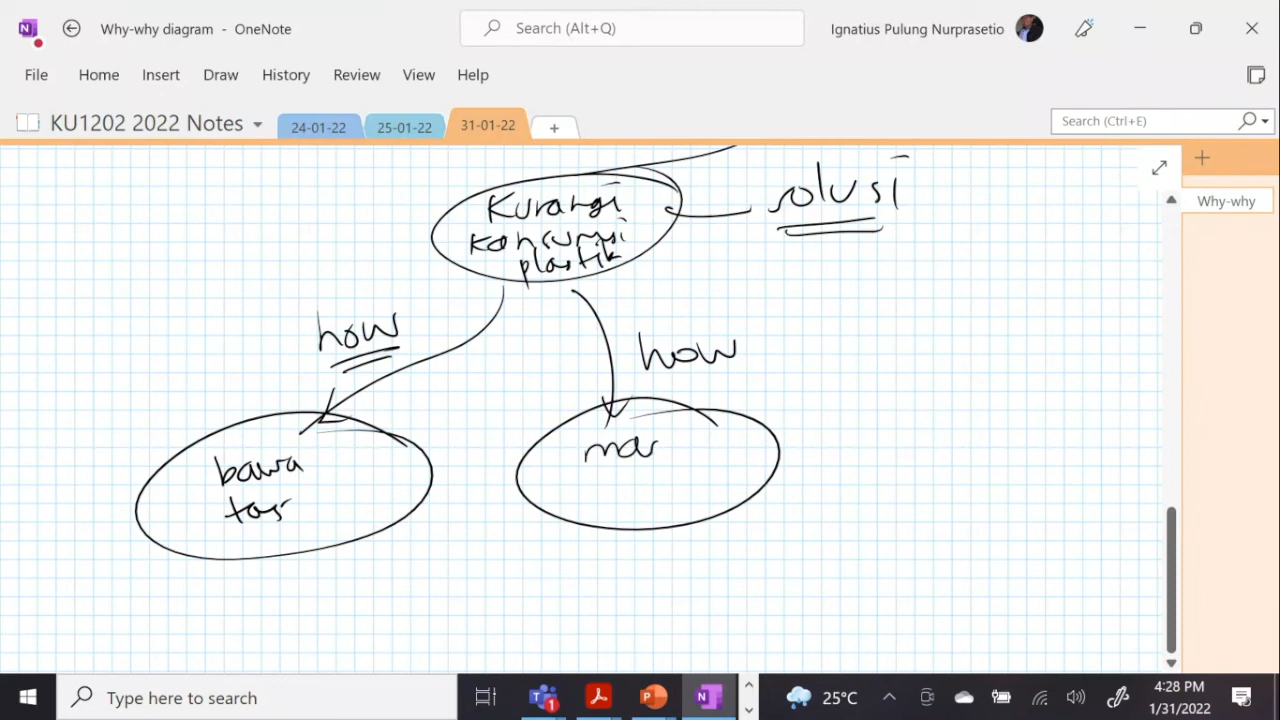 Why-why diagram - OneNote
Search (Alt+Q)
Ignatius Pulung Nurprasetio
File Home Insert Draw History Review View Help
KU1202 2022 Notes
24-01-22 25-01-22 31-01-22 +
Search (Ctrl+E)
Why-why
Kurangi
konsumsi
plastik
solusi
how
how
bawa
tas
mar
Type here to search
1
25°C
4:28 PM
1/31/2022